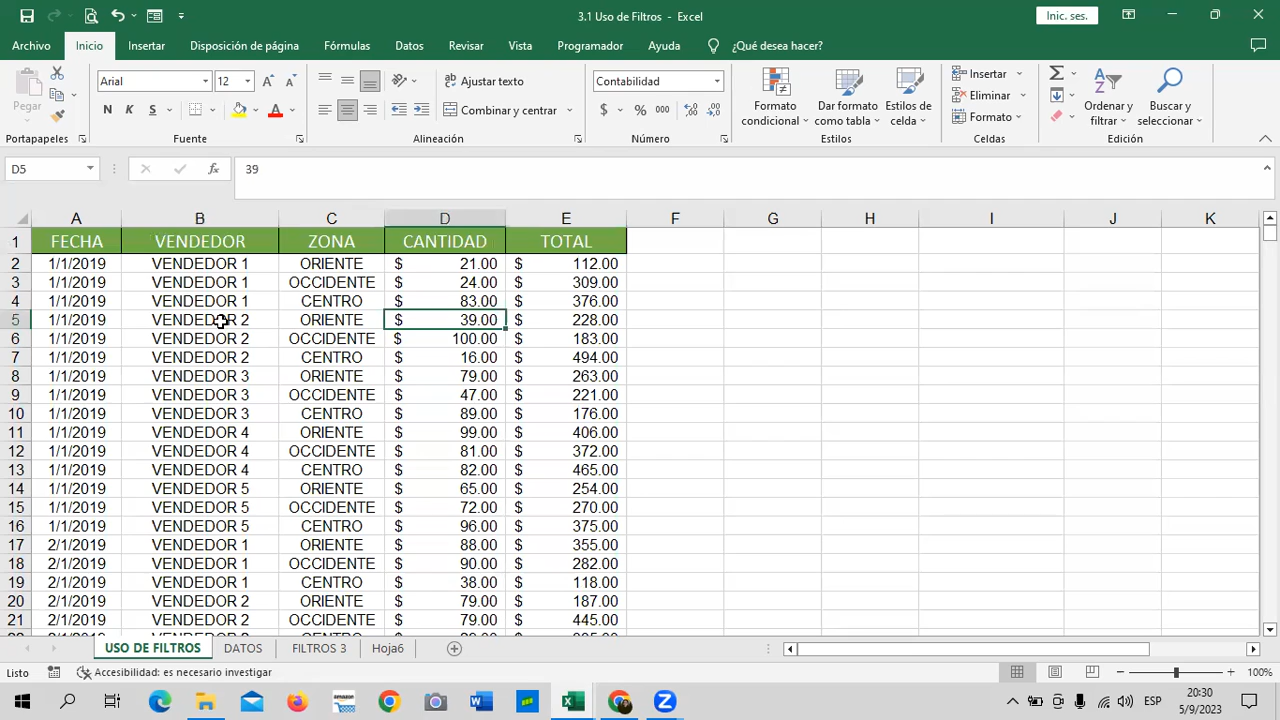 3.1 Uso de Filtros - Excel
Inic. ses.
Archivo Inicio Insertar Disposición de página Fórmulas Datos Revisar Vista Programador Ayuda ¿Qué desea hacer?
Pegar
Arial 12
N K S
Ajustar texto
Combinar y centrar
Contabilidad
$ % 000
Formato condicional
Dar formato como tabla
Estilos de celda
Insertar
Eliminar
Formato
Ordenar y filtrar
Buscar y seleccionar
Portapapeles Fuente Alineación Número Estilos Celdas Edición
D5 fx 39
A B C D E F G H I J K
1 FECHA VENDEDOR ZONA CANTIDAD TOTAL
2 1/1/2019 VENDEDOR 1 ORIENTE $ 21.00 $ 112.00
3 1/1/2019 VENDEDOR 1 OCCIDENTE $ 24.00 $ 309.00
4 1/1/2019 VENDEDOR 1 CENTRO $ 83.00 $ 376.00
5 1/1/2019 VENDEDOR 2 ORIENTE $ 39.00 $ 228.00
6 1/1/2019 VENDEDOR 2 OCCIDENTE $ 100.00 $ 183.00
7 1/1/2019 VENDEDOR 2 CENTRO $ 16.00 $ 494.00
8 1/1/2019 VENDEDOR 3 ORIENTE $ 79.00 $ 263.00
9 1/1/2019 VENDEDOR 3 OCCIDENTE $ 47.00 $ 221.00
10 1/1/2019 VENDEDOR 3 CENTRO $ 89.00 $ 176.00
11 1/1/2019 VENDEDOR 4 ORIENTE $ 99.00 $ 406.00
12 1/1/2019 VENDEDOR 4 OCCIDENTE $ 81.00 $ 372.00
13 1/1/2019 VENDEDOR 4 CENTRO $ 82.00 $ 465.00
14 1/1/2019 VENDEDOR 5 ORIENTE $ 65.00 $ 254.00
15 1/1/2019 VENDEDOR 5 OCCIDENTE $ 72.00 $ 270.00
16 1/1/2019 VENDEDOR 5 CENTRO $ 96.00 $ 375.00
17 2/1/2019 VENDEDOR 1 ORIENTE $ 88.00 $ 355.00
18 2/1/2019 VENDEDOR 1 OCCIDENTE $ 90.00 $ 282.00
19 2/1/2019 VENDEDOR 1 CENTRO $ 38.00 $ 118.00
20 2/1/2019 VENDEDOR 2 ORIENTE $ 79.00 $ 187.00
21 2/1/2019 VENDEDOR 2 OCCIDENTE $ 79.00 $ 445.00
USO DE FILTROS DATOS FILTROS 3 Hoja6
Listo Accesibilidad: es necesario investigar 100%
ESP
20:30
5/9/2023